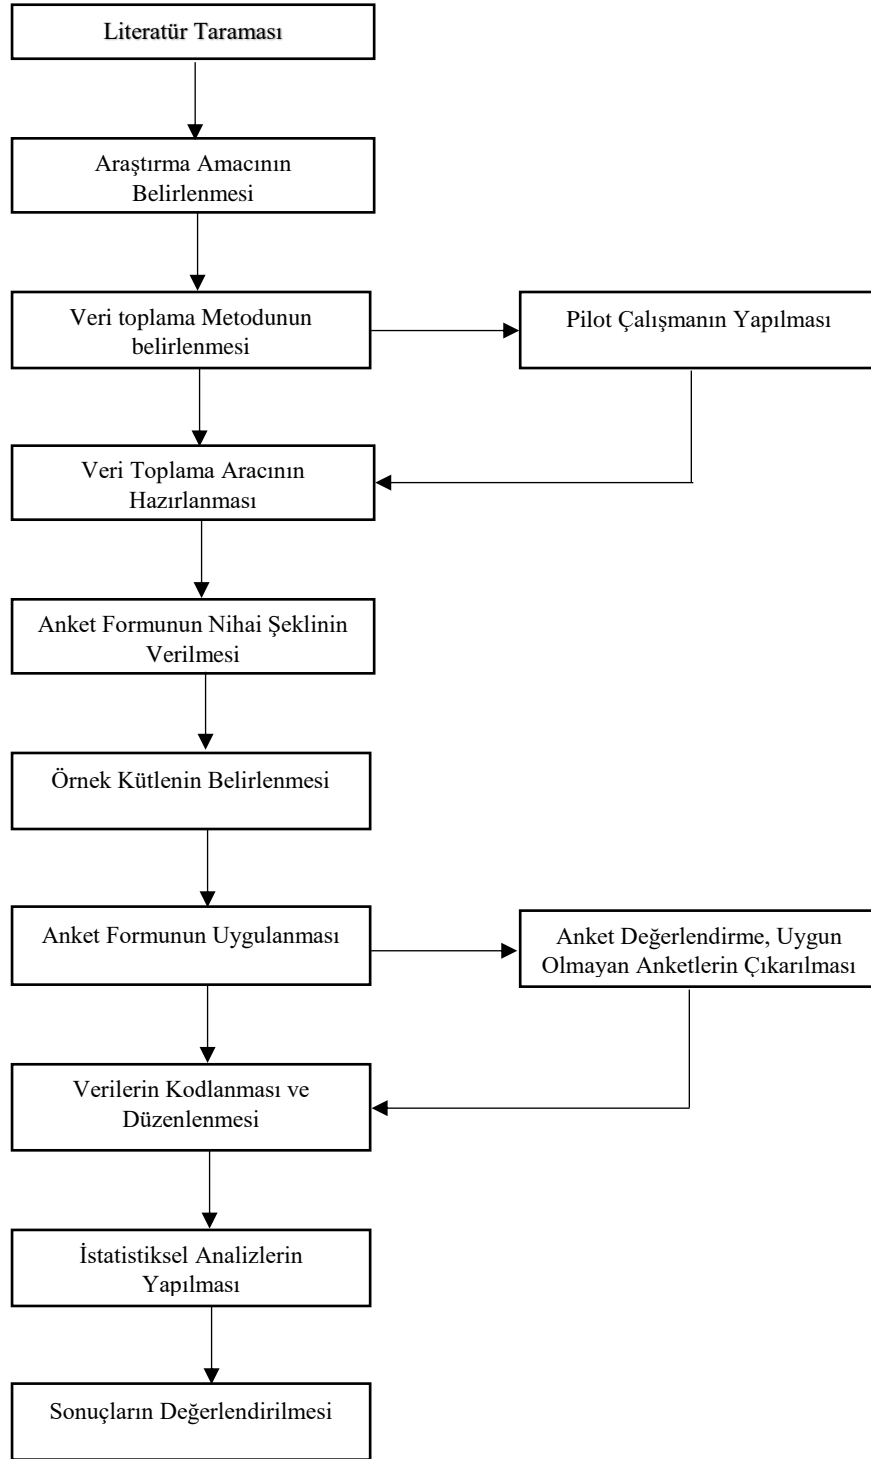 Literatür Taraması
Araştırma Amacının
Belirlenmesi
Veri toplama Metodunun
belirlenmesi
Pilot Çalışmanın Yapılması
Veri Toplama Aracının
Hazırlanması
Anket Formunun Nihai Şeklinin
Verilmesi
Örnek Kütlenin Belirlenmesi
Anket Formunun Uygulanması
Anket Değerlendirme, Uygun
Olmayan Anketlerin Çıkarılması
Verilerin Kodlanması ve
Düzenlenmesi
İstatistiksel Analizlerin
Yapılması
Sonuçların Değerlendirilmesi